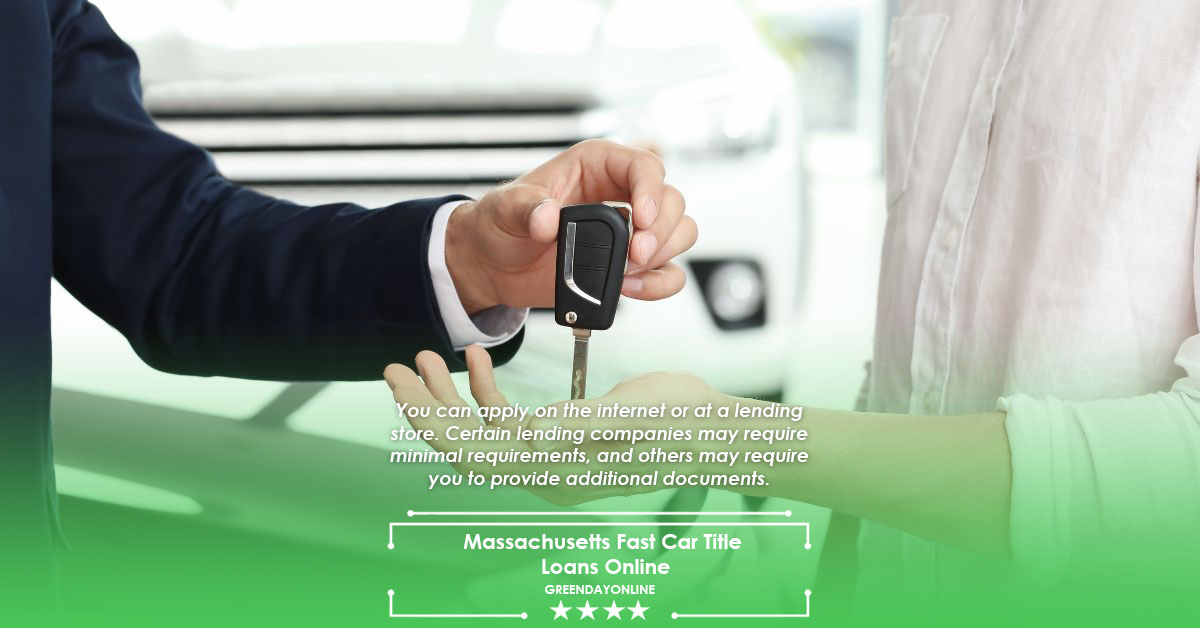 You can apply on the internet or at a lending
store. Certain lending companies may require
minimal requirements, and others may require
you to provide additional documents.
Massachusetts Fast Car Title
Loans Online
GREENDAYONLINE